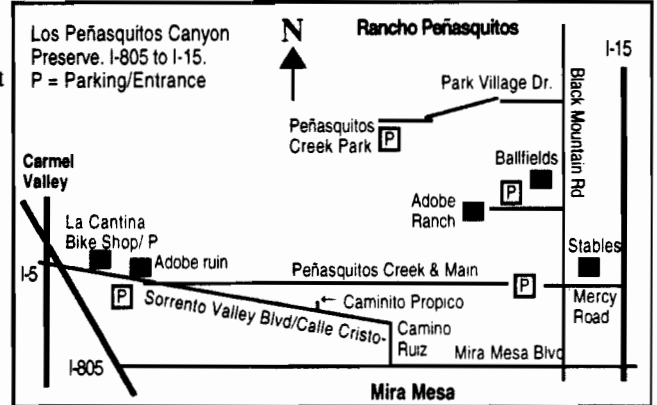 Los Peñasquitos Canyon
Preserve. I-805 to I-15.
P = Parking/Entrance
N
Rancho Peñasquitos
I-15
Park Village Dr.
Black Mountain Rd
Peñasquitos
Creek Park
P
Ballfields
P
Carmel
Valley
Adobe
Ranch
La Cantina
Bike Shop/ P
Adobe ruin
Stables
I-5
Peñasquitos Creek & Main
P
P
Caminito Propico
Mercy
Road
Sorrento Valley Blvd/Calle Cristo-
Camino
Ruiz
Mira Mesa Blvd
I-805
Mira Mesa